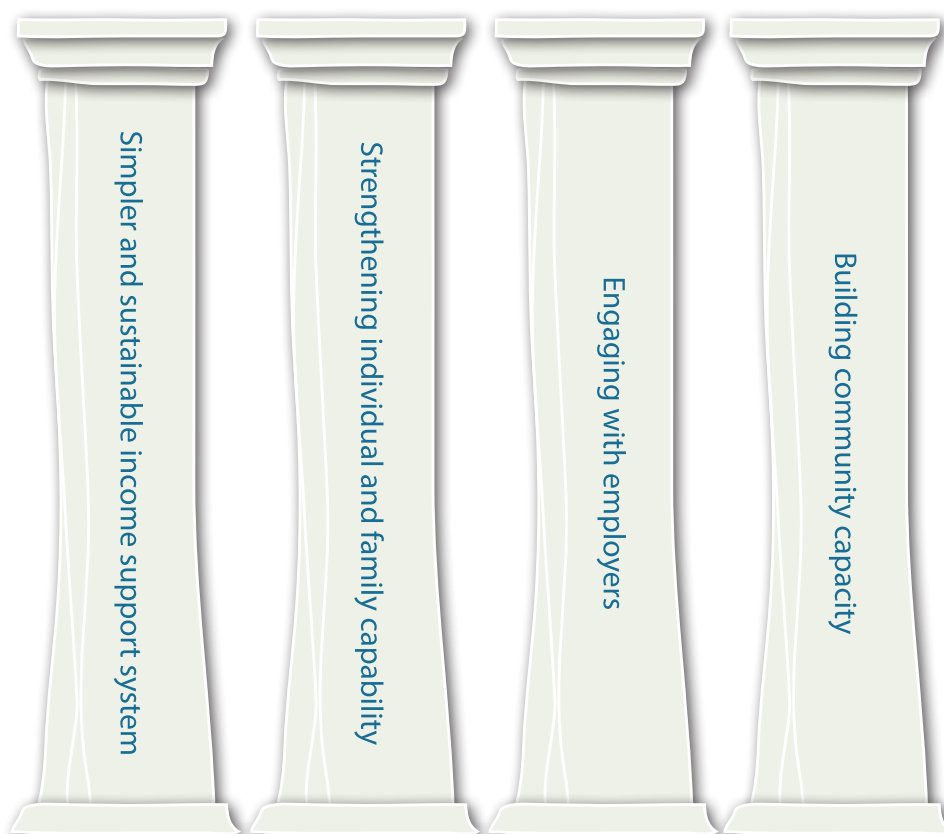 Simpler and sustainable income support system
Strengthening individual and family capability
Engaging with employers
Building community capacity